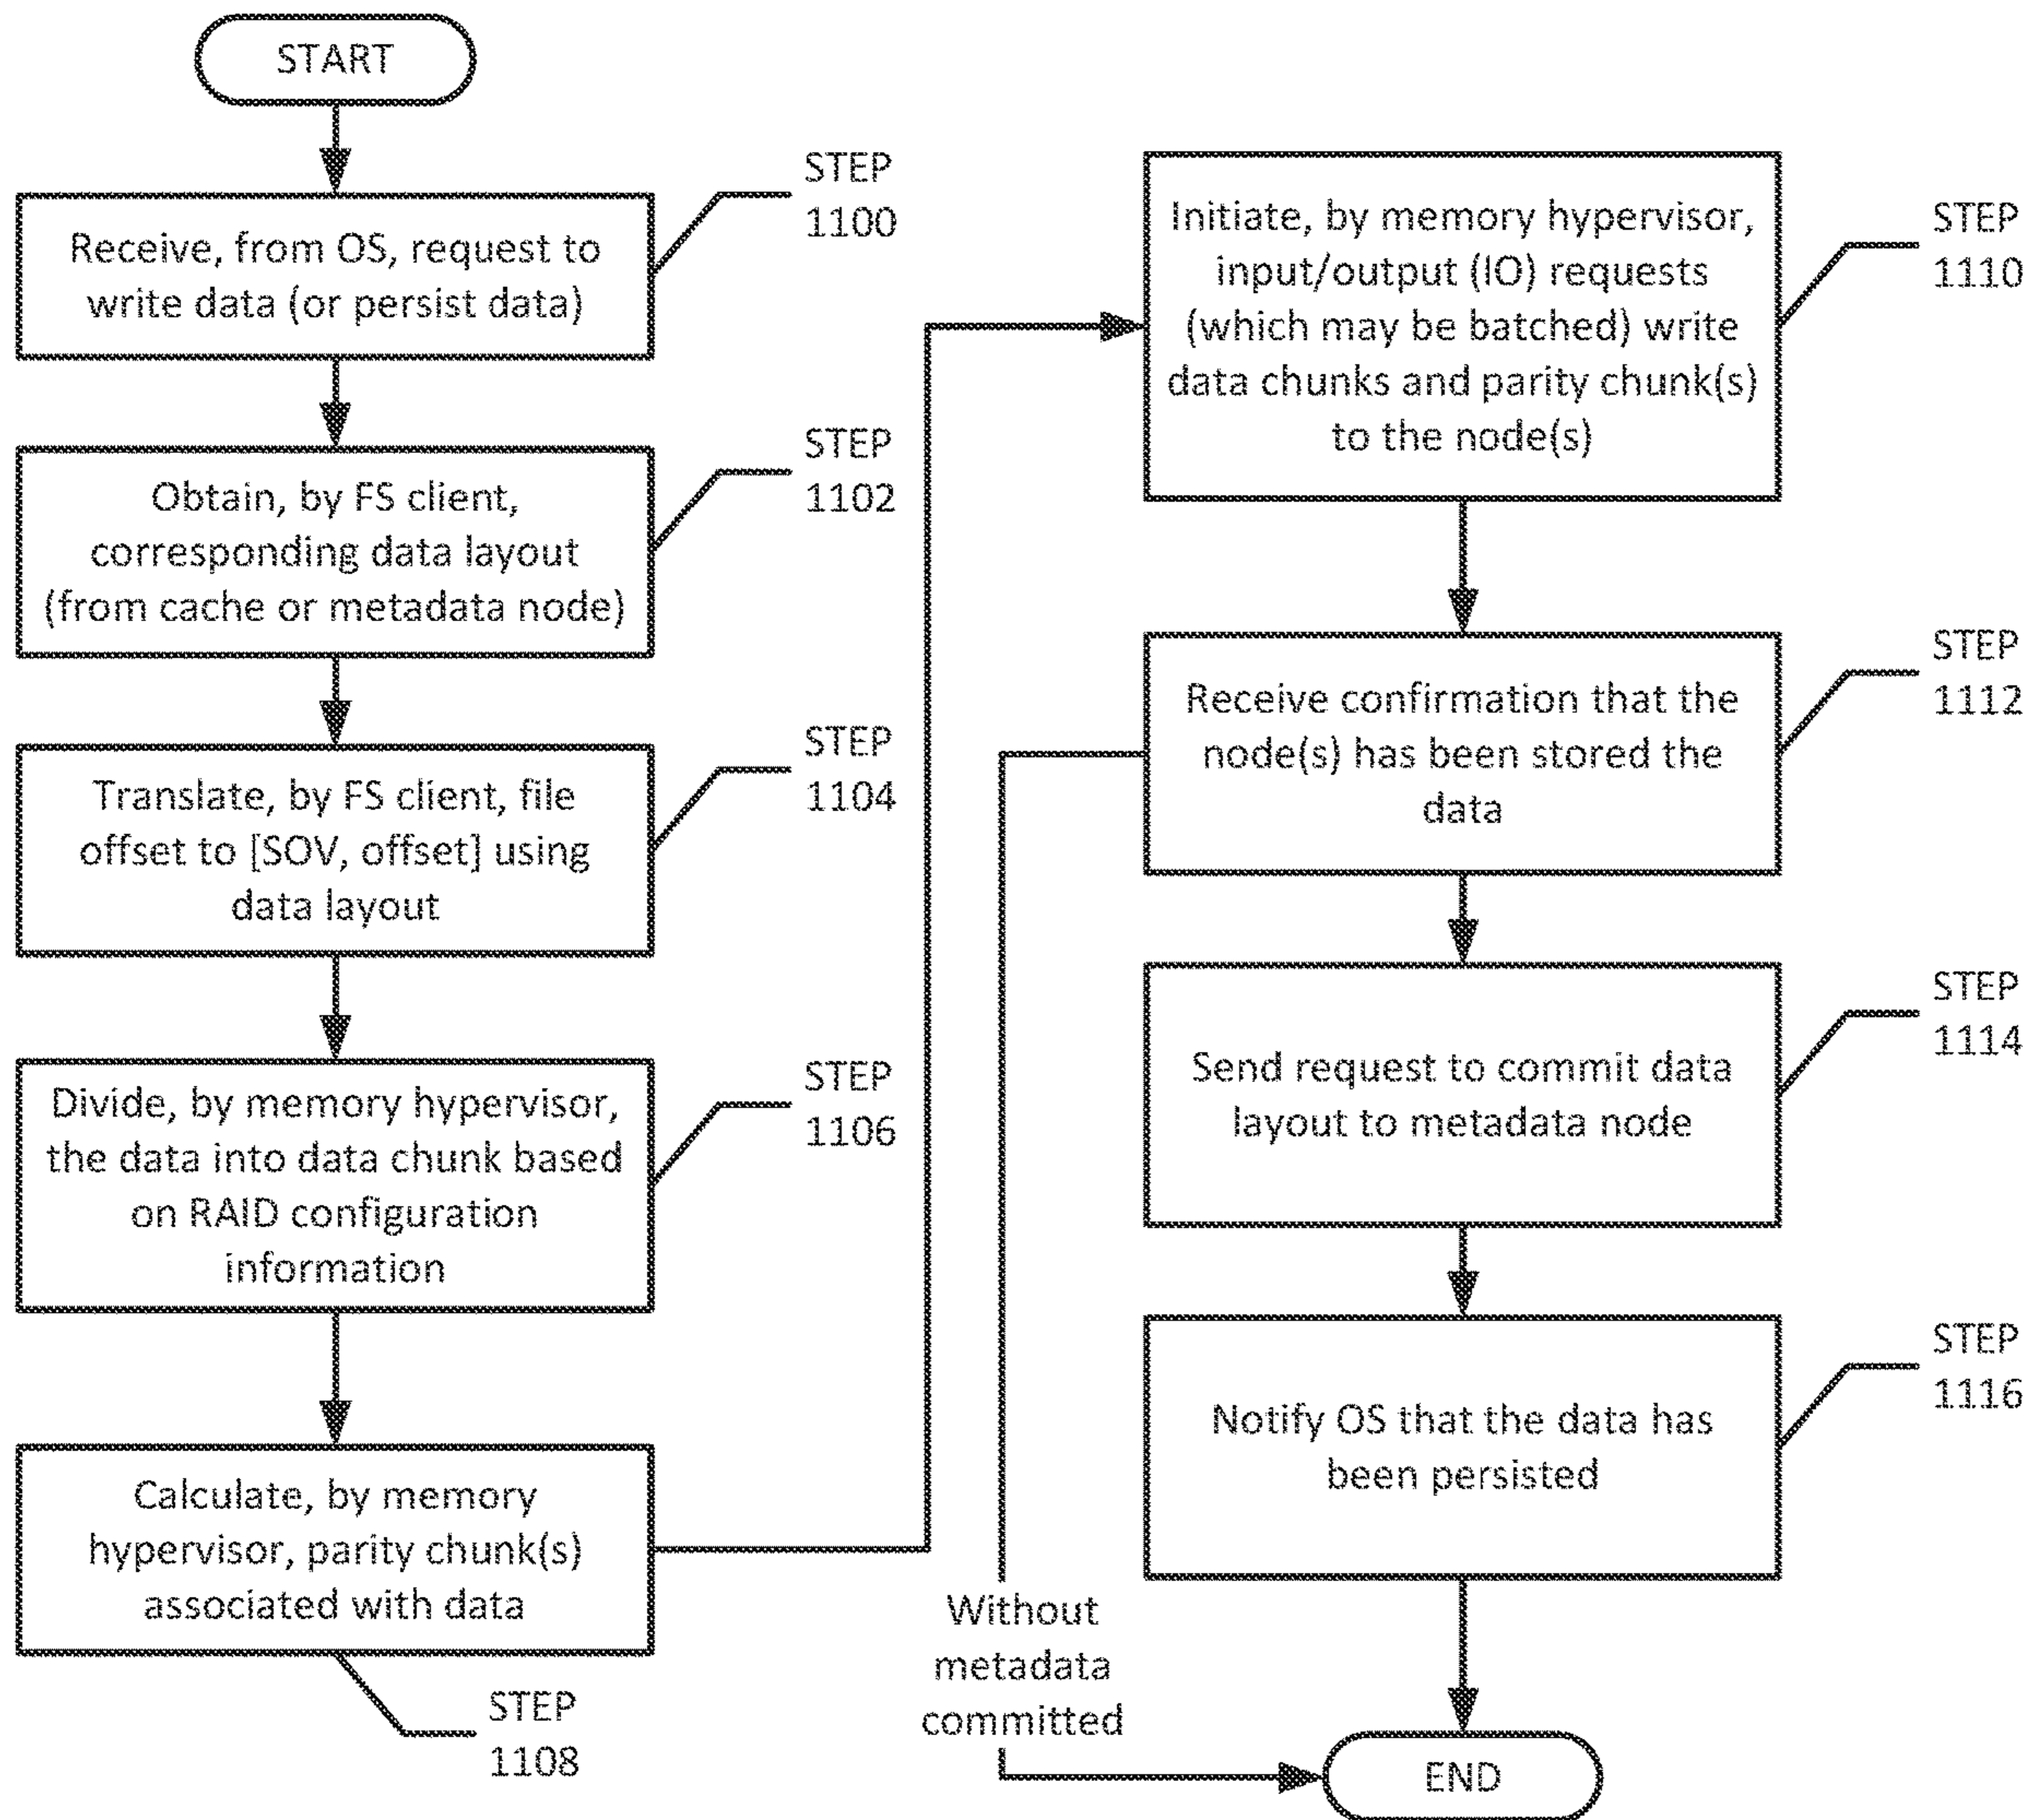 START
Receive, from OS, request to
write data (or persist data)
STEP
1100
Obtain, by FS client,
corresponding data layout
(from cache or metadata node)
STEP
1102
Translate, by FS client, file
offset to [SOV, offset] using
data layout
STEP
1104
Divide, by memory hypervisor,
the data into data chunk based
on RAID configuration
information
STEP
1106
Calculate, by memory
hypervisor, parity chunk(s)
associated with data
STEP
1108
Initiate, by memory hypervisor,
input/output (IO) requests
(which may be batched) write
data chunks and parity chunk(s)
to the node(s)
STEP
1110
Receive confirmation that the
node(s) has been stored the
data
STEP
1112
Send request to commit data
layout to metadata node
STEP
1114
Notify OS that the data has
been persisted
STEP
1116
Without
metadata
committed
END